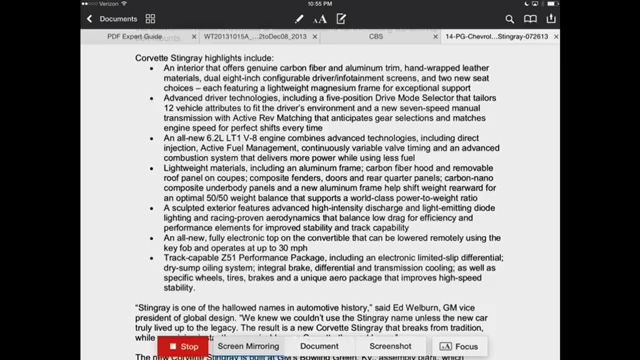 Verizon
10:55 PM
Documents
AA
PDF Expert Guide
WT20131015A_...2toDec08_2013
CBS
14-PG-Chevrol...Stingray-072613
Corvette Stingray highlights include:
• An interior that offers genuine carbon fiber and aluminum trim, hand-wrapped leather
materials, dual eight-inch configurable driver/infotainment screens, and two new seat
choices – each featuring a lightweight magnesium frame for exceptional support
• Advanced driver technologies, including a five-position Drive Mode Selector that tailors
12 vehicle attributes to fit the driver's environment and a new seven-speed manual
transmission with Active Rev Matching that anticipates gear selections and matches
engine speed for perfect shifts every time
• An all-new 6.2L LT1 V-8 engine combines advanced technologies, including direct
injection, Active Fuel Management, continuously variable valve timing and an advanced
combustion system that delivers more power while using less fuel
• Lightweight materials, including an aluminum frame; carbon fiber hood and removable
roof panel on coupes; composite fenders, doors and rear quarter panels; carbon-nano
composite underbody panels and a new aluminum frame help shift weight rearward for
an optimal 50/50 weight balance that supports a world-class power-to-weight ratio
• A sculpted exterior features advanced high-intensity discharge and light-emitting diode
lighting and racing-proven aerodynamics that balance low drag for efficiency and
performance elements for improved stability and track capability
• An all-new, fully electronic top on the convertible that can be lowered remotely using the
key fob and operates at up to 30 mph
• Track-capable Z51 Performance Package, including an electronic limited-slip differential;
dry-sump oiling system; integral brake, differential and transmission cooling; as well as
specific wheels, tires, brakes and a unique aero package that improves high-speed
stability.
"Stingray is one of the hallowed names in automotive history," said Ed Welburn, GM vice
president of global design. "We knew we couldn't use the Stingray name unless the new car
truly lived up to the legacy. The result is a new Corvette Stingray that breaks from tradition,
while
Stop
Screen Mirroring
Document
Screenshot
A Focus
The new Corvette Stingray is built at GM's Bowling Green, Ky., assembly plant, which